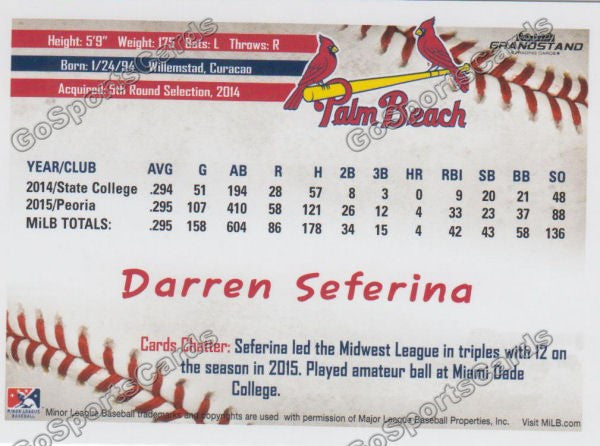 Height: 5'9" Weight: 175 Bats: L Throws: R
Born: 1/24/94 Willemstad, Curacao
Acquired: 5th Round Selection, 2014
Palm Beach
GRANDSTAND
TRADING CARDS
YEAR/CLUB AVG G AB R H 2B 3B HR RBI SB BB SO
2014/State College .294 51 194 28 57 8 3 0 9 20 21 48
2015/Peoria .295 107 410 58 121 26 12 4 33 23 37 88
MiLB TOTALS: .295 158 604 86 178 34 15 4 42 43 58 136
Darren Seferina
Cards Chatter: Seferina led the Midwest League in triples with 12 on
the season in 2015. Played amateur ball at Miami Dade
College.
MINOR LEAGUE
BASEBALL
Minor League Baseball trademarks and copyrights are used with permission of Major League Baseball Properties, Inc. Visit MiLB.com
GoSportsCards
GoSportsCards
GoSportsCards
GoSportsCards
GoSportsCards
GoSportsCards